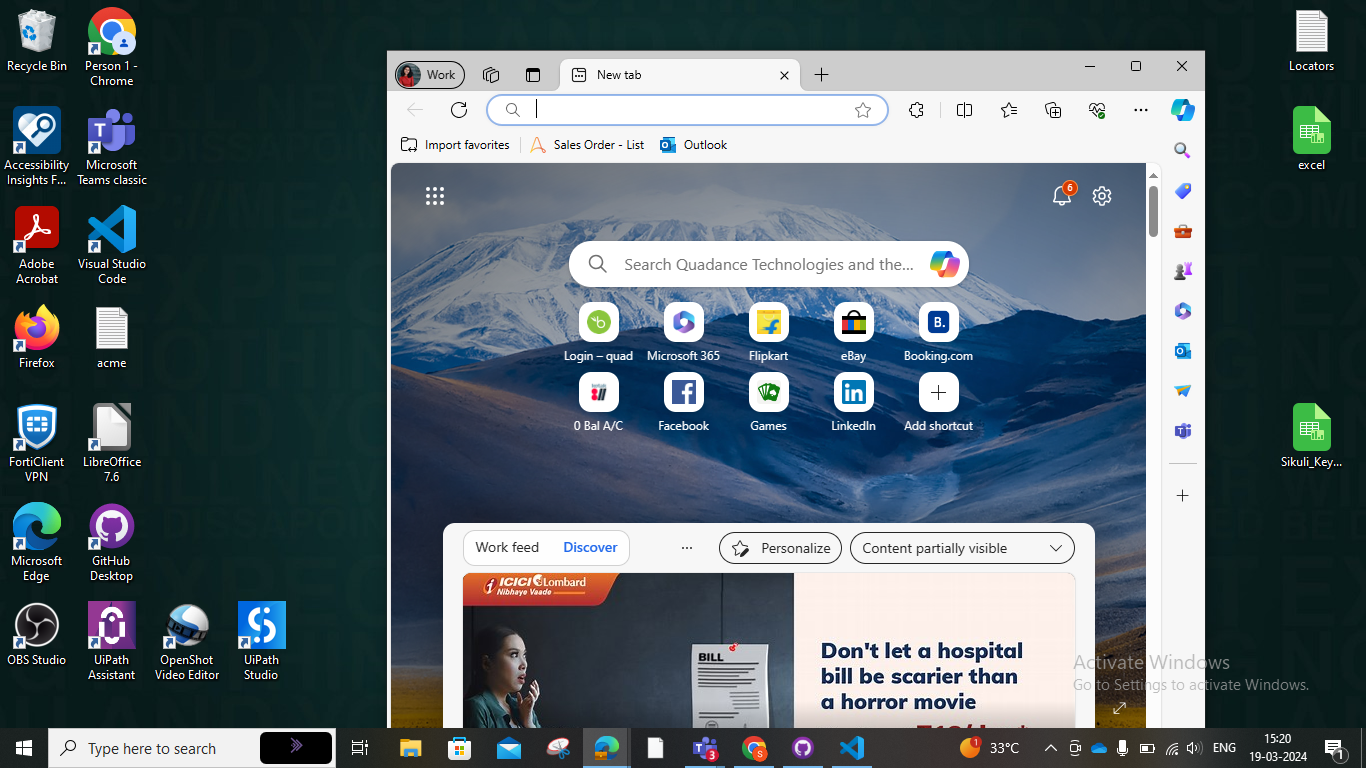 Recycle Bin
Person 1 -
Chrome
Accessibility
Insights F...
Microsoft
Teams classic
Adobe
Acrobat
Visual Studio
Code
Firefox
acme
FortiClient
VPN
LibreOffice
7.6
Microsoft
Edge
GitHub
Desktop
OBS Studio
UiPath
Assistant
OpenShot
Video Editor
UiPath
Studio
Work
New tab
Import favorites
Sales Order - List
Outlook
6
Search Quadance Technologies and the...
Login – quad
Microsoft 365
Flipkart
eBay
B.
Booking.com
0 Bal A/C
Facebook
Games
in
LinkedIn
Add shortcut
Work feed
Discover
Personalize
Content partially visible
ICICI Lombard
Nibhaye Vaade
BILL
Don't let a hospital
bill be scarier than
a horror movie
Locators
excel
Sikuli_Key...
Activate Windows
Go to Settings to activate Windows.
Type here to search
3
S
1
33°C
ENG
15:20
19-03-2024
1